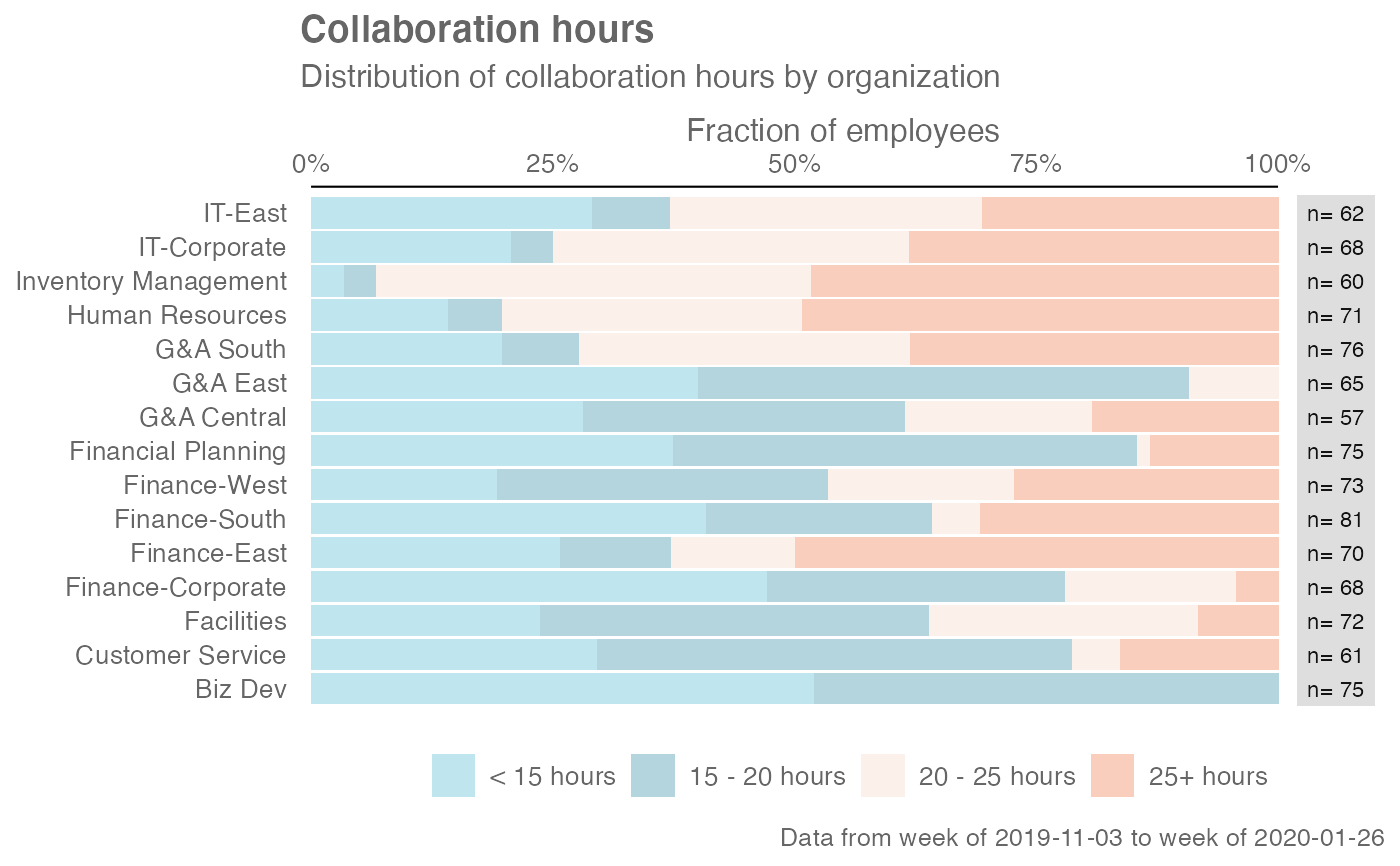 Collaboration hours
Distribution of collaboration hours by organization
Fraction of employees
0% 25% 50% 75% 100%
IT-East n= 62
IT-Corporate n= 68
Inventory Management n= 60
Human Resources n= 71
G&A South n= 76
G&A East n= 65
G&A Central n= 57
Financial Planning n= 75
Finance-West n= 73
Finance-South n= 81
Finance-East n= 70
Finance-Corporate n= 68
Facilities n= 72
Customer Service n= 61
Biz Dev n= 75
< 15 hours 15 - 20 hours 20 - 25 hours 25+ hours
Data from week of 2019-11-03 to week of 2020-01-26